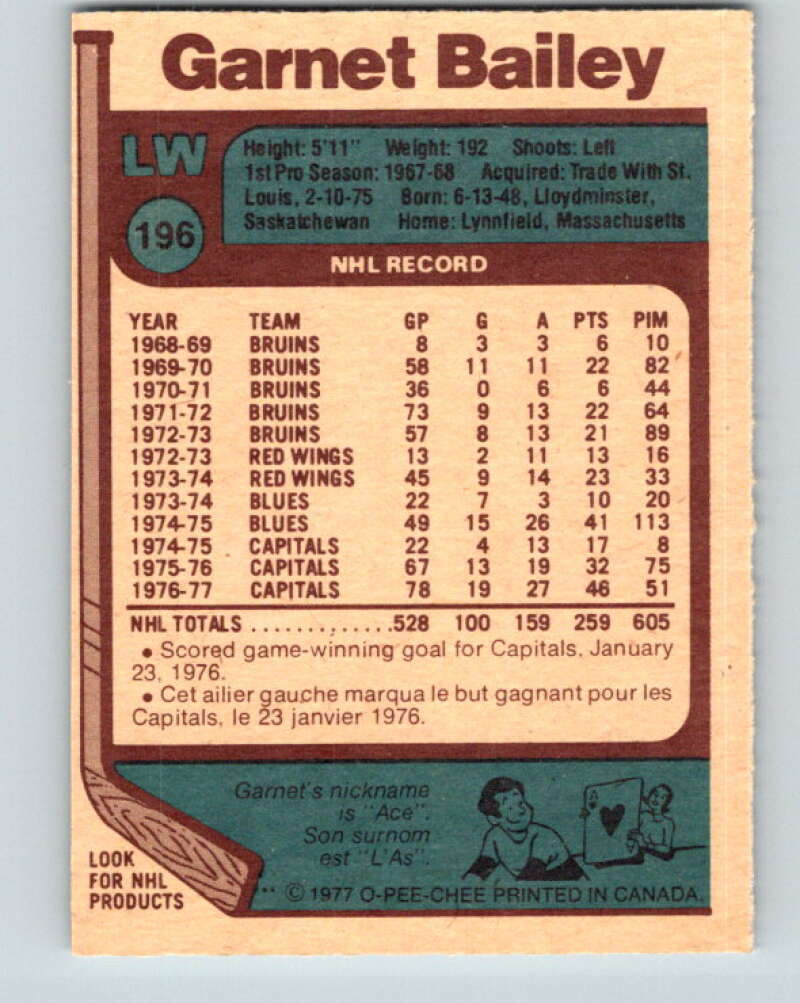 Garnet Bailey
LW
196
Height: 5'11" Weight: 192 Shoots: Left
1st Pro Season: 1967-68 Acquired: Trade With St.
Louis, 2-10-75 Born: 6-13-48, Lloydminster,
Saskatchewan Home: Lynnfield, Massachusetts
NHL RECORD
YEAR TEAM GP G A PTS PIM
1968-69 BRUINS 8 3 3 6 10
1969-70 BRUINS 58 11 11 22 82
1970-71 BRUINS 36 0 6 6 44
1971-72 BRUINS 73 9 13 22 64
1972-73 BRUINS 57 8 13 21 89
1972-73 RED WINGS 13 2 11 13 16
1973-74 RED WINGS 45 9 14 23 33
1973-74 BLUES 22 7 3 10 20
1974-75 BLUES 49 15 26 41 113
1974-75 CAPITALS 22 4 13 17 8
1975-76 CAPITALS 67 13 19 32 75
1976-77 CAPITALS 78 19 27 46 51
NHL TOTALS ..............528 100 159 259 605
• Scored game-winning goal for Capitals, January
23, 1976.
• Cet ailier gauche marqua le but gagnant pour les
Capitals, le 23 janvier 1976.
Garnet's nickname
is "Ace".
Son surnom
est "L'As".
A
LOOK
FOR NHL
PRODUCTS
** © 1977 O-PEE-CHEE PRINTED IN CANADA.